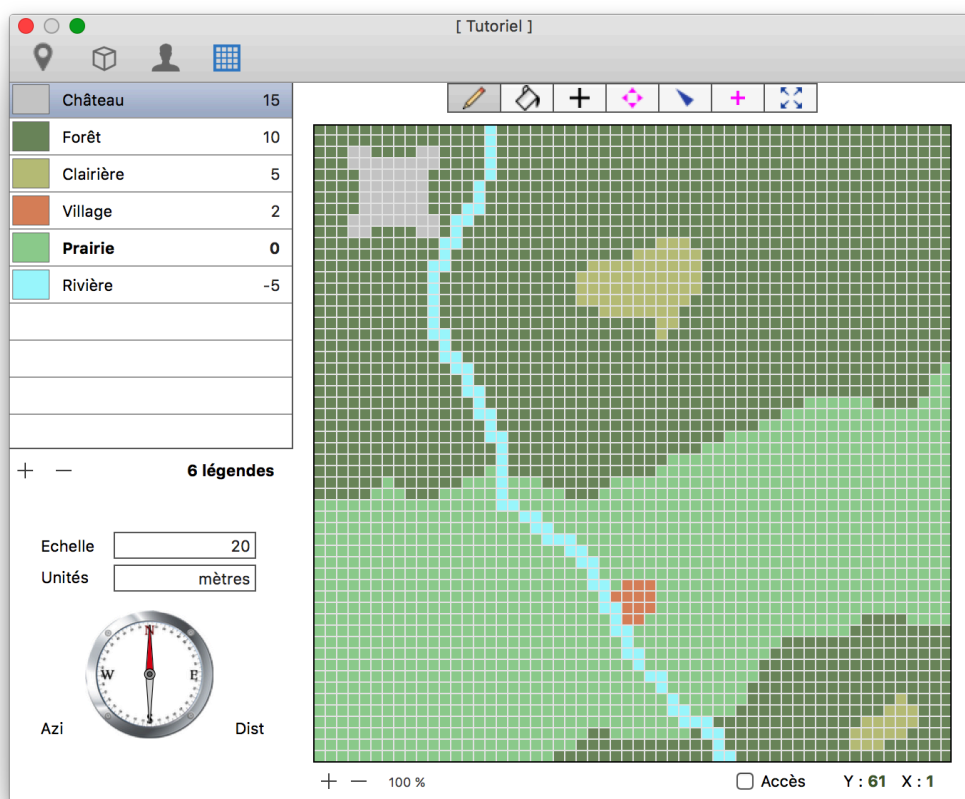 [ Tutoriel ]
Château 15
Forêt 10
Clairière 5
Village 2
Prairie 0
Rivière -5
6 légendes
Echelle 20
Unités mètres
N
W E
S
Azi Dist
100 %
Accès Y : 61 X : 1